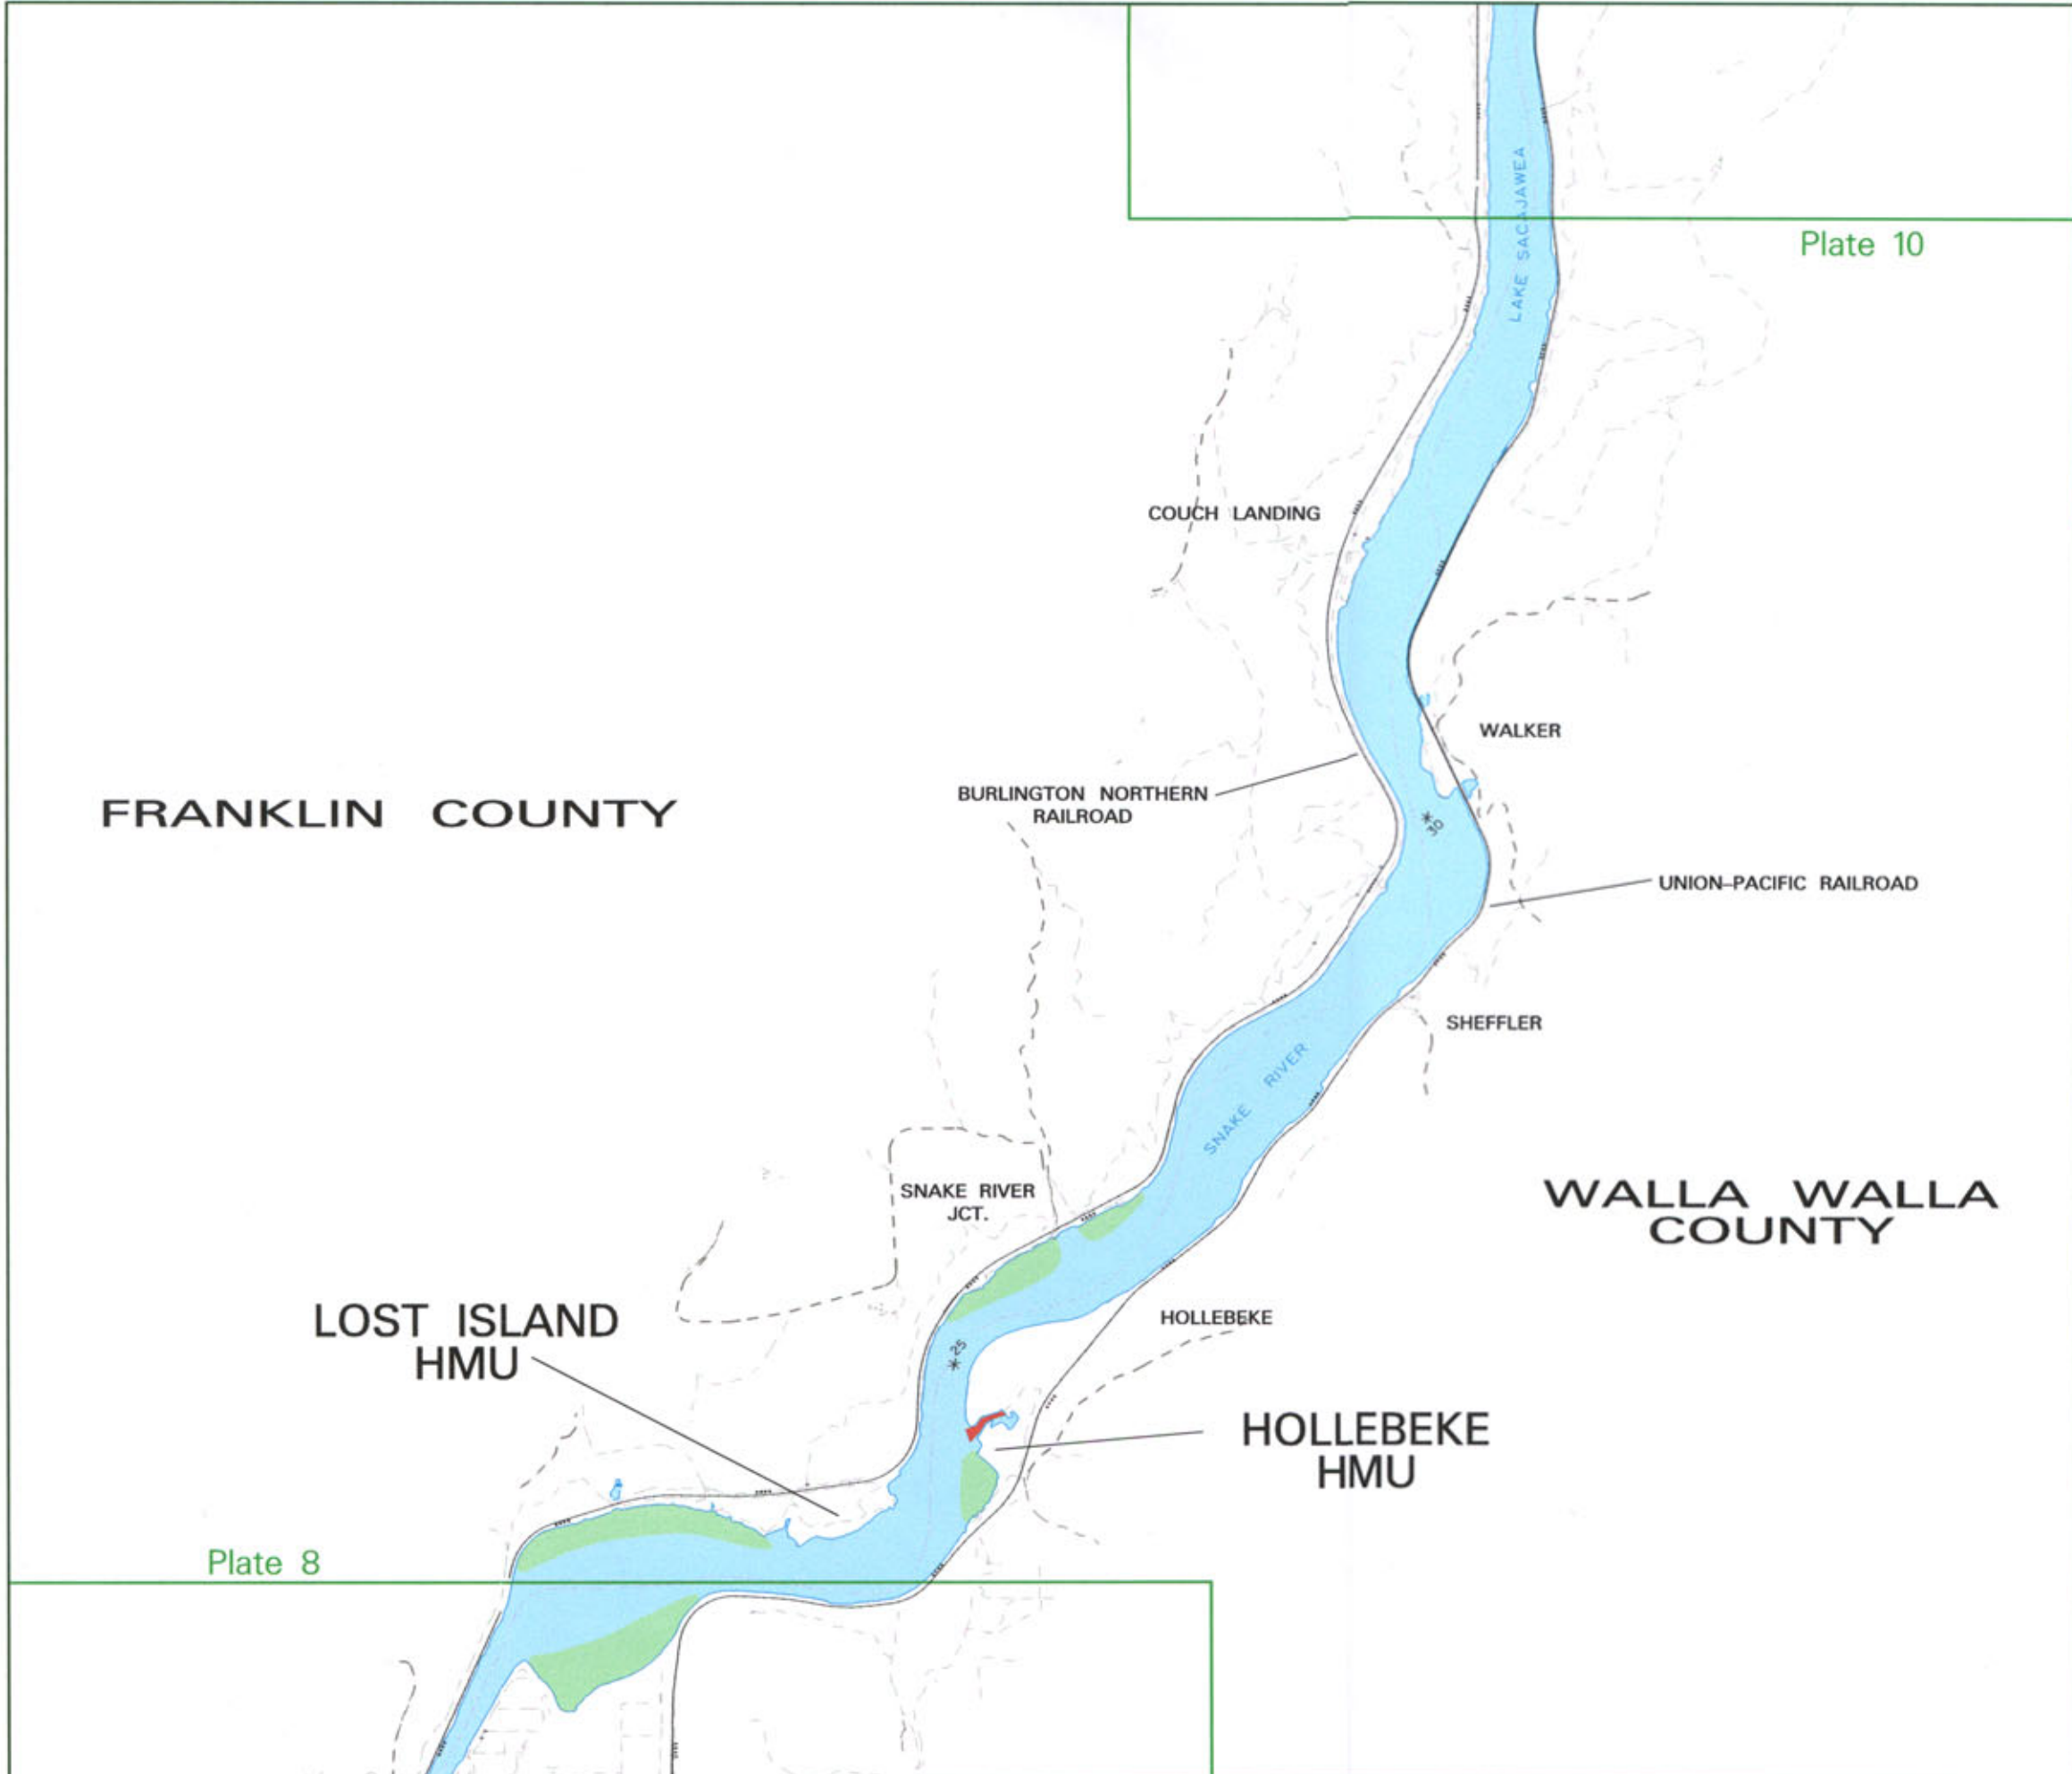 LAKE SACAJAWEA
Plate 10
COUCH LANDING
WALKER
BURLINGTON NORTHERN
RAILROAD
FRANKLIN COUNTY
30
UNION-PACIFIC RAILROAD
SHEFFLER
SNAKE RIVER
SNAKE RIVER
JCT.
WALLA WALLA
COUNTY
LOST ISLAND
HMU
HOLLEBEKE
25
HOLLEBEKE
HMU
Plate 8